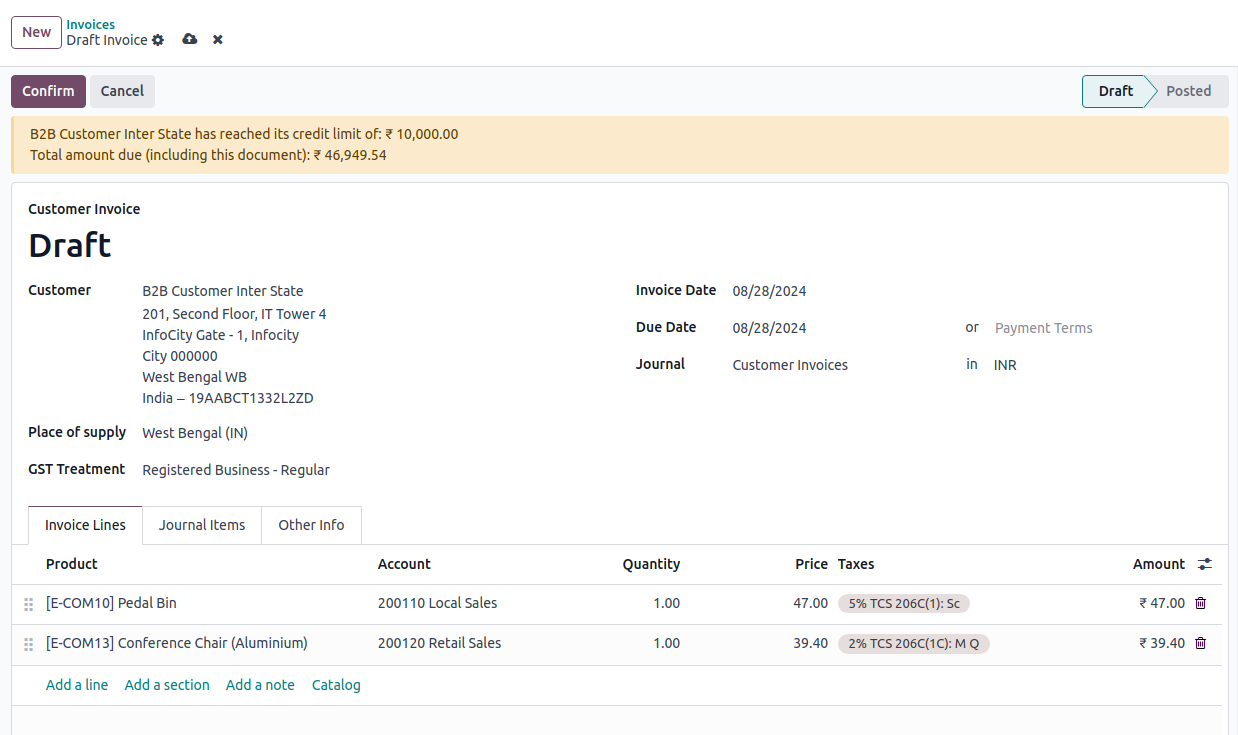 New
Invoices
Draft Invoice
Confirm Cancel Draft Posted
B2B Customer Inter State has reached its credit limit of: ₹ 10,000.00
Total amount due (including this document): ₹ 46,949.54
Customer Invoice
Draft
Customer B2B Customer Inter State Invoice Date 08/28/2024
201, Second Floor, IT Tower 4
InfoCity Gate - 1, Infocity Due Date 08/28/2024 or Payment Terms
City 000000
West Bengal WB Journal Customer Invoices in INR
India – 19AABCT1332L2ZD
Place of supply West Bengal (IN)
GST Treatment Registered Business - Regular
Invoice Lines Journal Items Other Info
Product Account Quantity Price Taxes Amount
[E-COM10] Pedal Bin 200110 Local Sales 1.00 47.00 5% TCS 206C(1): Sc ₹ 47.00
[E-COM13] Conference Chair (Aluminium) 200120 Retail Sales 1.00 39.40 2% TCS 206C(1C): M Q ₹ 39.40
Add a line Add a section Add a note Catalog